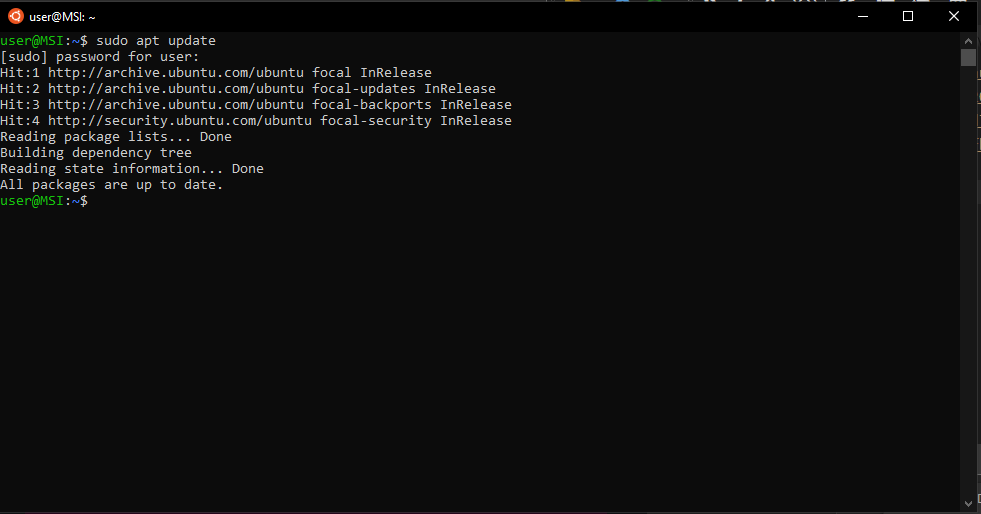 user@MSI: ~
user@MSI:~$ sudo apt update
[sudo] password for user:
Hit:1 http://archive.ubuntu.com/ubuntu focal InRelease
Hit:2 http://archive.ubuntu.com/ubuntu focal-updates InRelease
Hit:3 http://archive.ubuntu.com/ubuntu focal-backports InRelease
Hit:4 http://security.ubuntu.com/ubuntu focal-security InRelease
Reading package lists... Done
Building dependency tree
Reading state information... Done
All packages are up to date.
user@MSI:~$